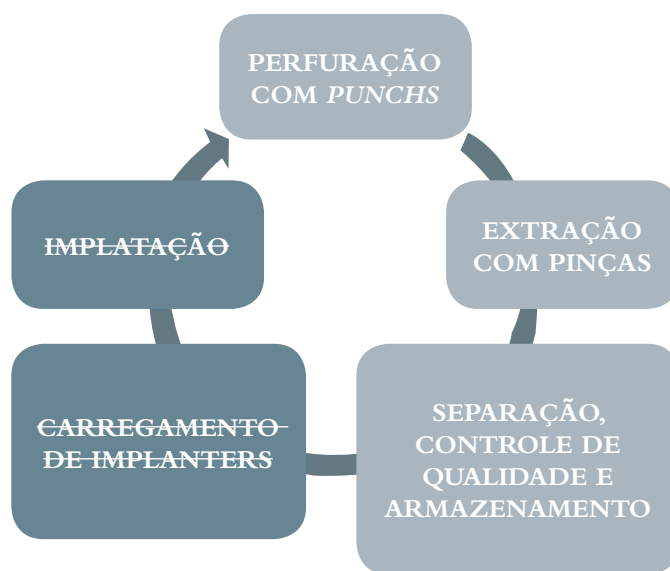 PERFURAÇÃO
COM PUNCHS
EXTRAÇÃO
COM PINÇAS
SEPARAÇÃO,
CONTROLE DE
QUALIDADE E
ARMAZENAMENTO
CARREGAMENTO
DE IMPLANTERS
IMPLATAÇÃO